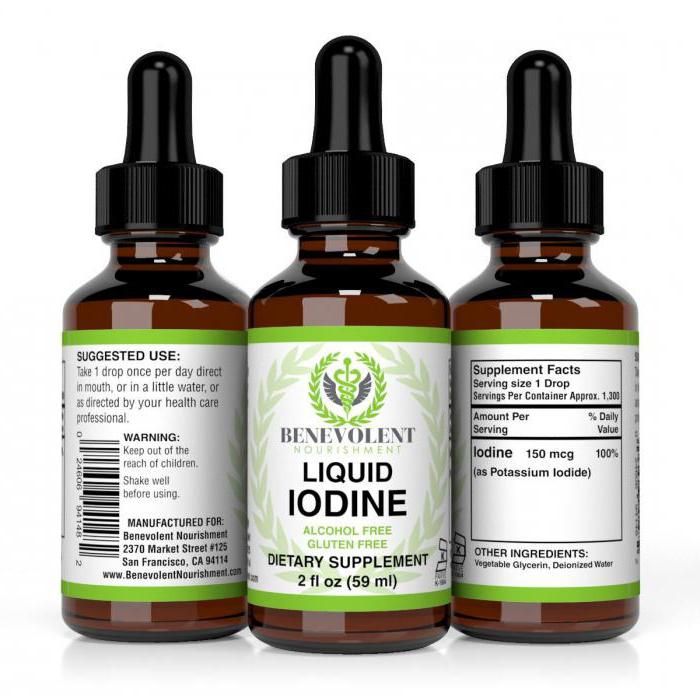 SUGGESTED USE:
Take 1 drop once per day direct
in mouth, or in a little water, or
as directed by your health care
professional.
WARNING:
Keep out of the
reach of children.
Shake well
before using.
MANUFACTURED FOR:
Benevolent Nourishment
2370 Market Street #125
San Francisco, CA 94114
www.BenevolentNourishment.com
0 24606 94148 2
BENEVOLENT
NOURISHMENT
LIQUID
IODINE
ALCOHOL FREE
GLUTEN FREE
DIETARY SUPPLEMENT
2 fl oz (59 ml)
Supplement Facts
Serving size 1 Drop
Servings Per Container Approx. 1,300
Amount Per % Daily
Serving Value
Iodine 150 mcg 100%
(as Potassium Iodide)
OTHER INGREDIENTS:
Vegetable Glycerin, Deionized Water